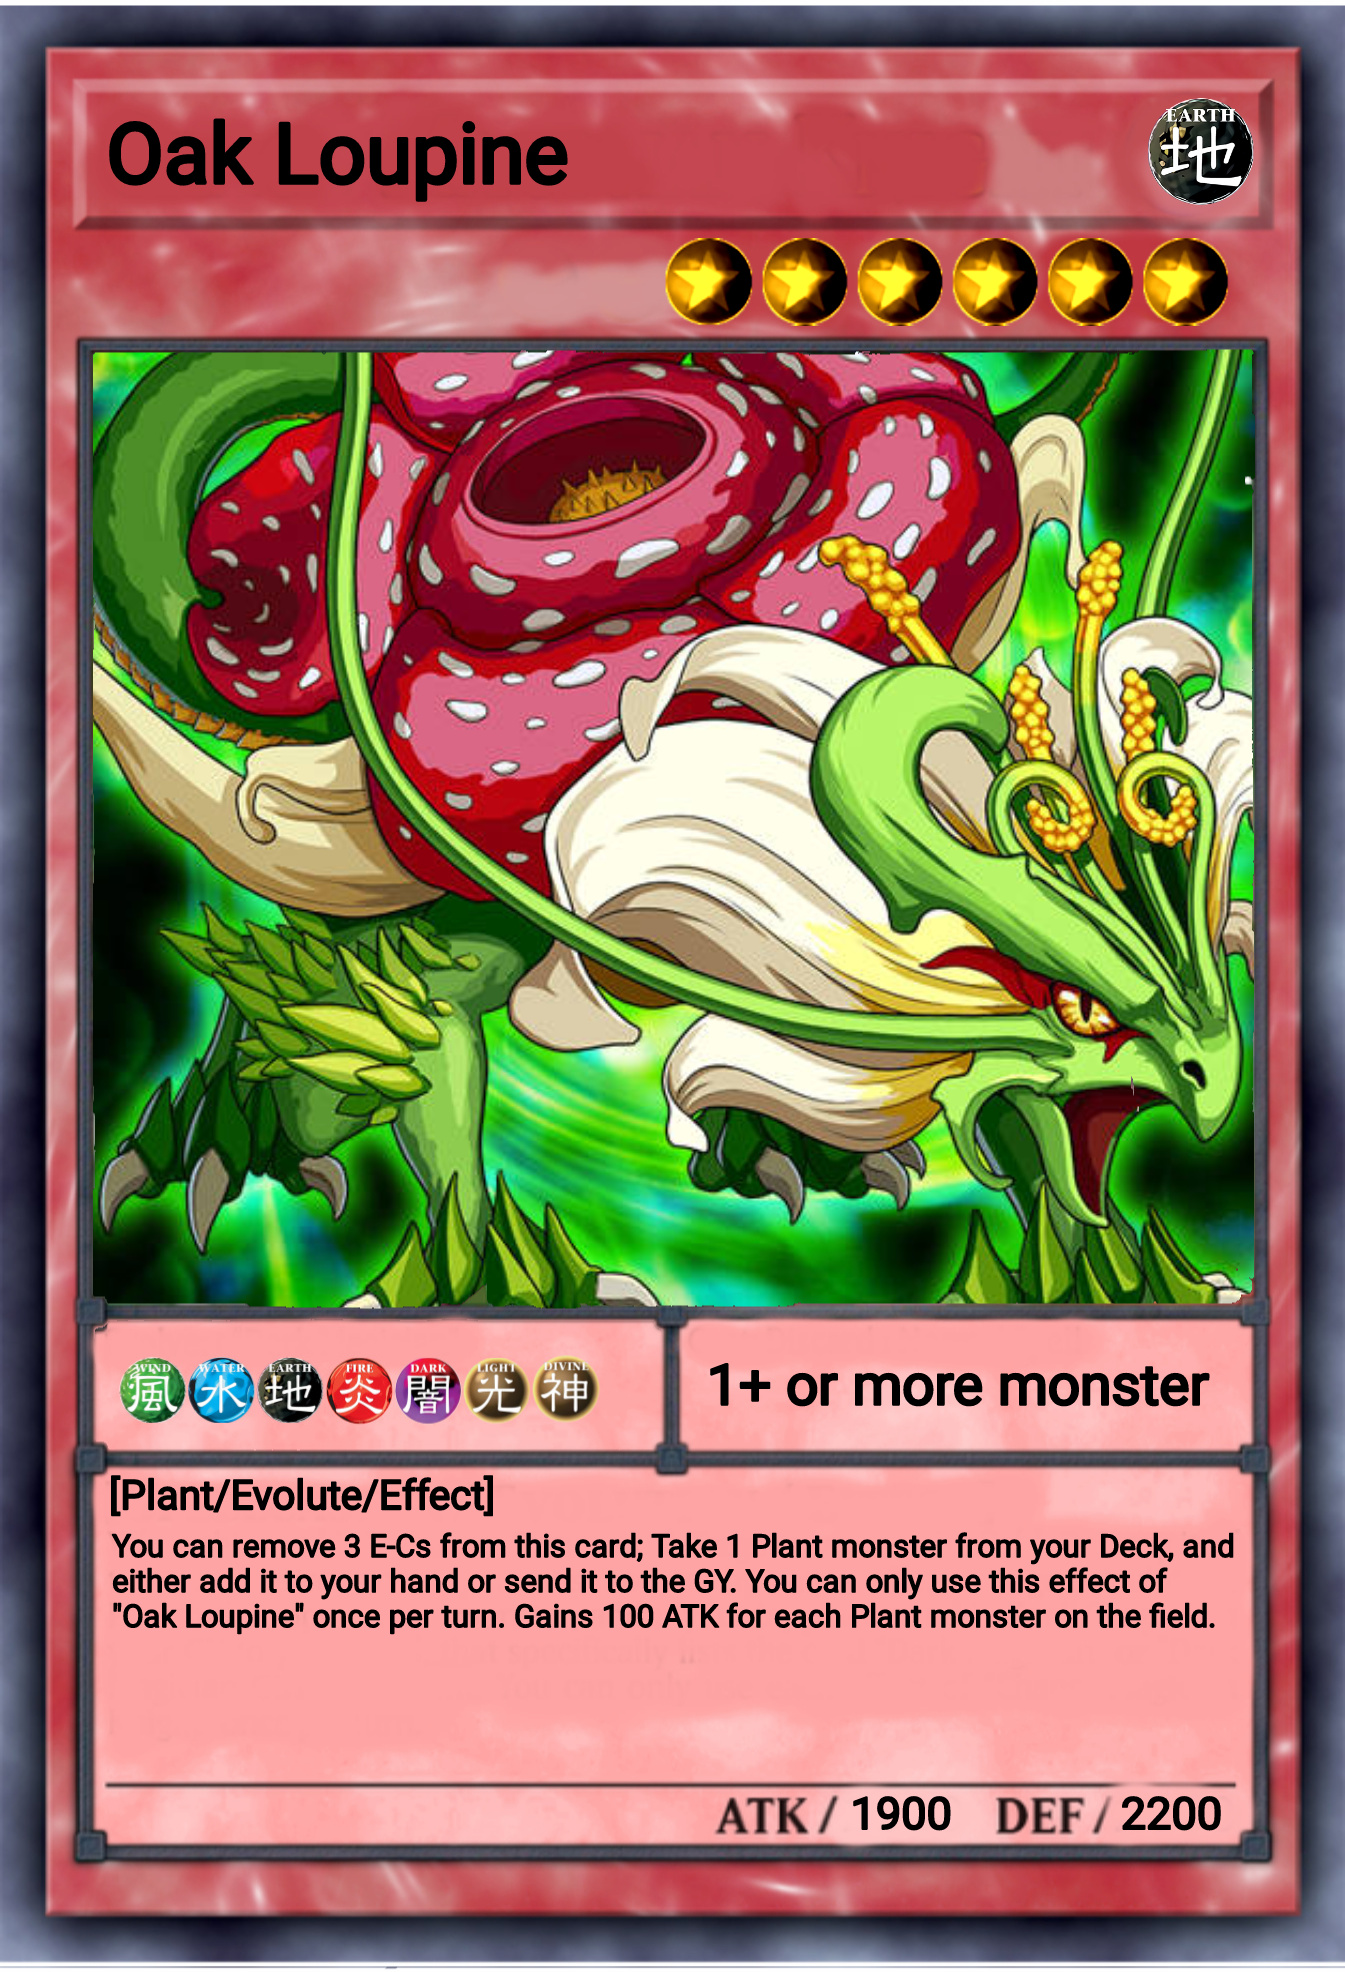 Oak Loupine
EARTH
地
WIND WATER EARTH FIRE DARK LIGHT DIVINE
風 水 地 炎 闇 光 神
1+ or more monster
[Plant/Evolute/Effect]
You can remove 3 E-Cs from this card; Take 1 Plant monster from your Deck, and
either add it to your hand or send it to the GY. You can only use this effect of
"Oak Loupine" once per turn. Gains 100 ATK for each Plant monster on the field.
ATK / 1900 DEF / 2200